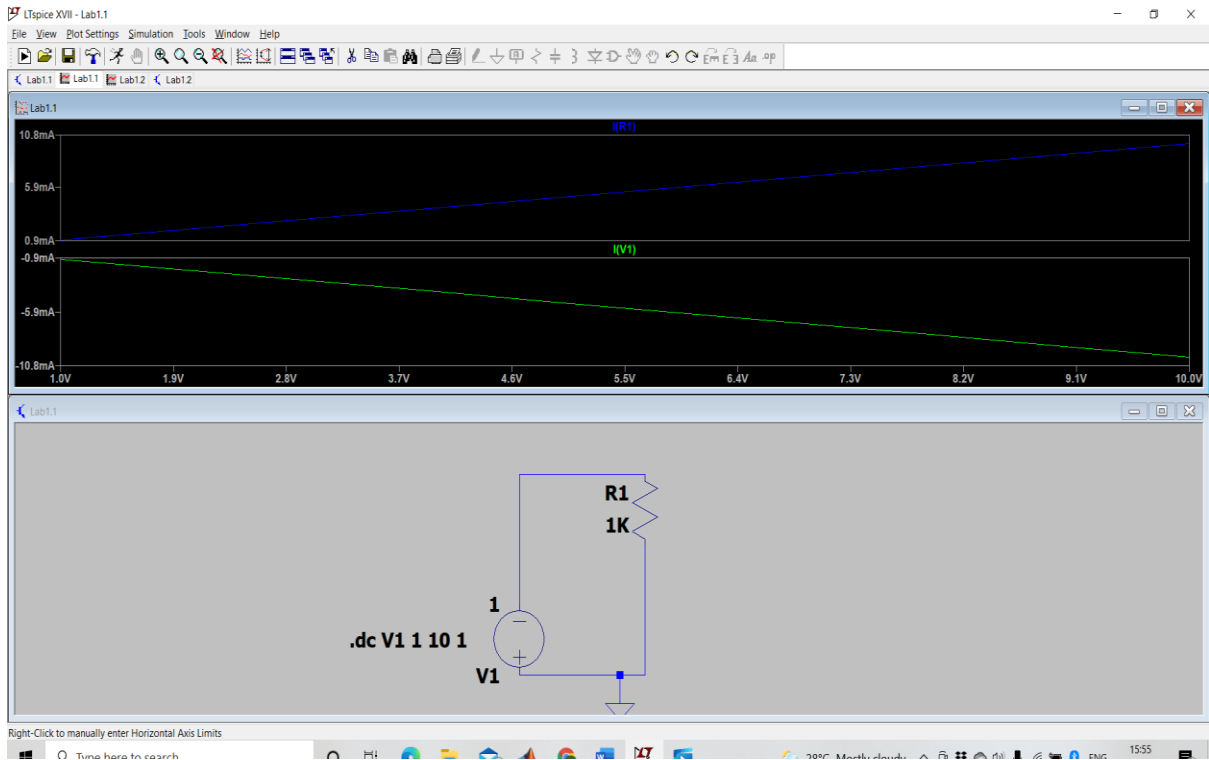 LTspice XVII - Lab1.1
File View Plot Settings Simulation Tools Window Help
Lab1.1 Lab1.1 Lab1.2 Lab1.2
Lab1.1
I(R1)
10.8mA
5.9mA
0.9mA
I(V1)
-0.9mA
-5.9mA
-10.8mA
1.0V 1.9V 2.8V 3.7V 4.6V 5.5V 6.4V 7.3V 8.2V 9.1V 10.0V
Lab1.1
R1
1K
1
.dc V1 1 10 1
V1
Right-Click to manually enter Horizontal Axis Limits
Type here to search 28°C Mostly cloudy ENG 15:55